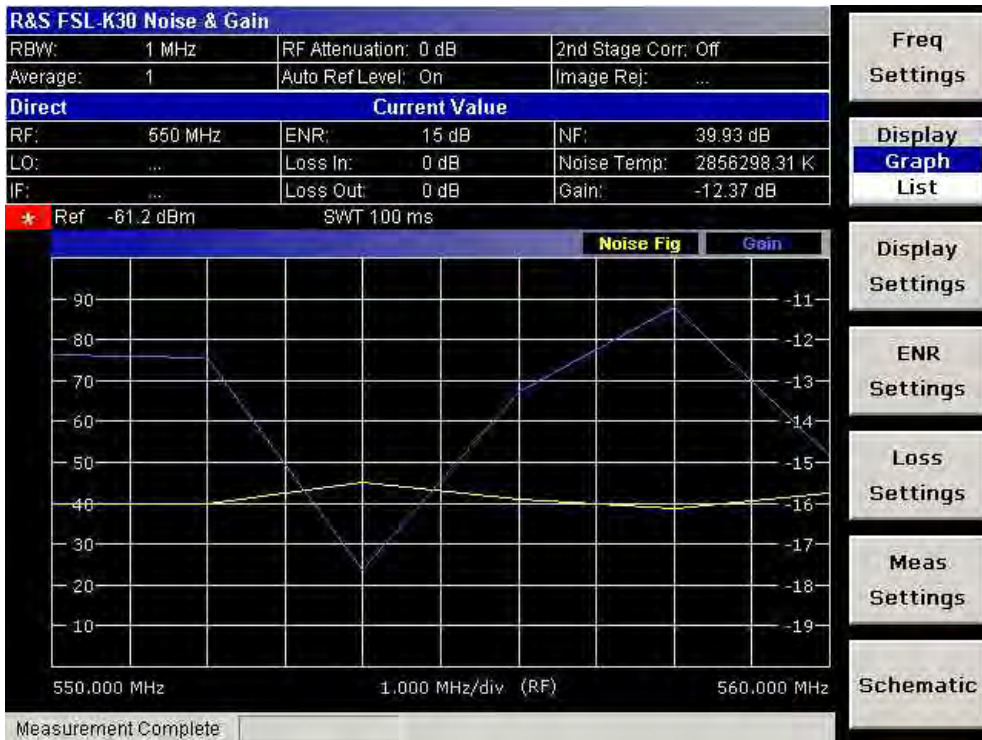 R&S FSL-K30 Noise & Gain
RBW: 1 MHz RF Attenuation: 0 dB 2nd Stage Corr: Off
Average: 1 Auto Ref Level: On Image Rej: ...
Direct Current Value
RF: 550 MHz ENR: 15 dB NF: 39.93 dB
LO: ... Loss In: 0 dB Noise Temp: 2856298.31 K
IF: ... Loss Out: 0 dB Gain: -12.37 dB
* Ref -61.2 dBm SWT 100 ms
Noise Fig Gain
90 -11
80 -12
70 -13
60 -14
50 -15
40 -16
30 -17
20 -18
10 -19
550.000 MHz 1.000 MHz/div (RF) 560.000 MHz
Measurement Complete
Freq
Settings
Display
Graph
List
Display
Settings
ENR
Settings
Loss
Settings
Meas
Settings
Schematic